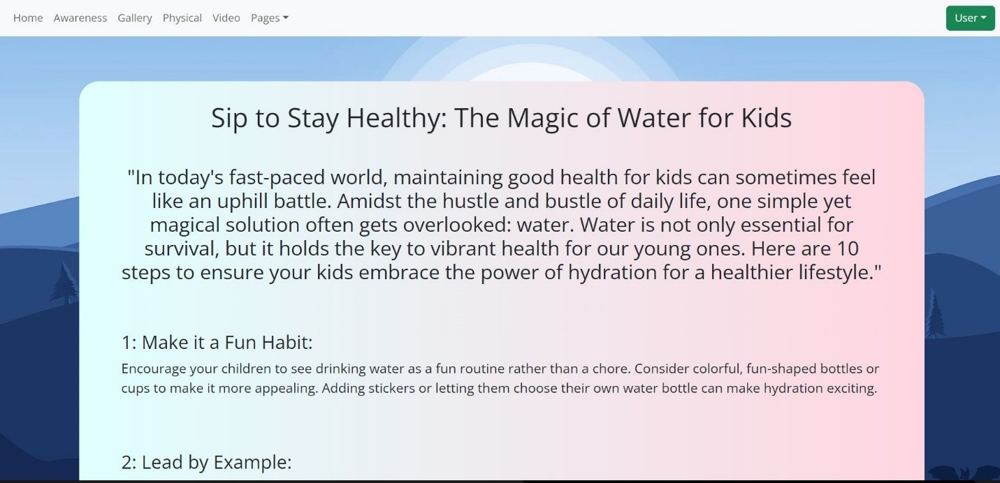 Home Awareness Gallery Physical Video Pages User
Sip to Stay Healthy: The Magic of Water for Kids
"In today's fast-paced world, maintaining good health for kids can sometimes feel
like an uphill battle. Amidst the hustle and bustle of daily life, one simple yet
magical solution often gets overlooked: water. Water is not only essential for
survival, but it holds the key to vibrant health for our young ones. Here are 10
steps to ensure your kids embrace the power of hydration for a healthier lifestyle."
1: Make it a Fun Habit:
Encourage your children to see drinking water as a fun routine rather than a chore. Consider colorful, fun-shaped bottles or
cups to make it more appealing. Adding stickers or letting them choose their own water bottle can make hydration exciting.
2: Lead by Example: